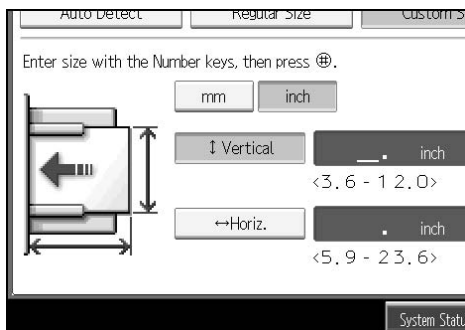 Auto Detect Regular Size Custom S
Enter size with the Number keys, then press ⊕.
mm inch
↕ Vertical __. inch
<3.6 - 12.0>
↔Horiz. . inch
<5.9 - 23.6>
System Statu